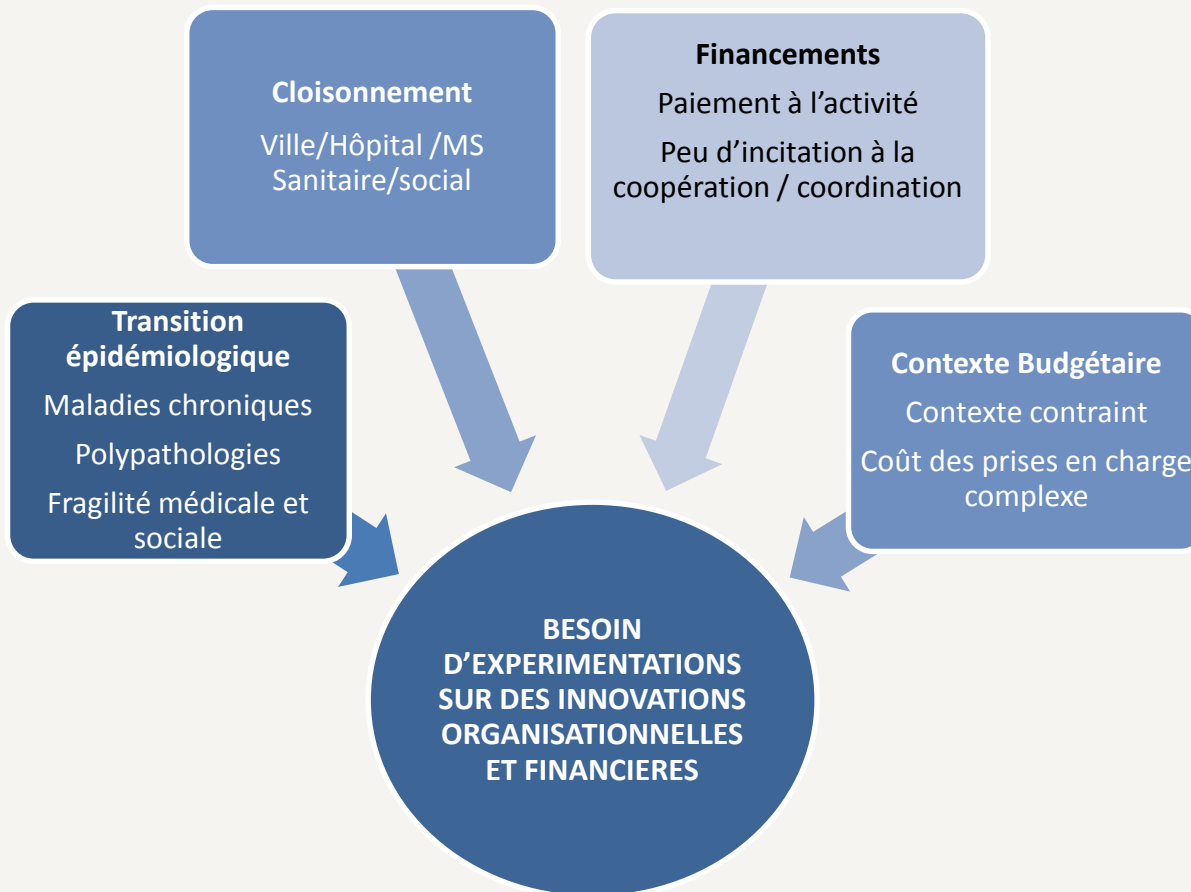 Cloisonnement
Ville/Hôpital /MS
Sanitaire/social
Financements
Paiement à l’activité
Peu d’incitation à la
coopération / coordination
Transition
épidémiologique
Maladies chroniques
Polypathologies
Fragilité médicale et
sociale
Contexte Budgétaire
Contexte contraint
Coût des prises en charge
complexe
BESOIN
D’EXPERIMENTATIONS
SUR DES INNOVATIONS
ORGANISATIONNELLES
ET FINANCIERES